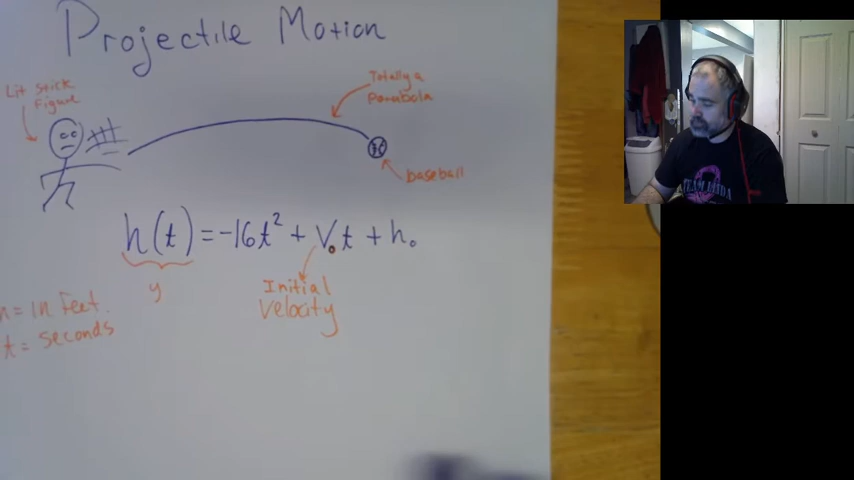 Projectile Motion
Lit Stick
Figure
Totally a
Parabola
baseball
h(t) = -16t² + V₀t + h₀
y
Initial
Velocity
h = in Feet.
t = seconds